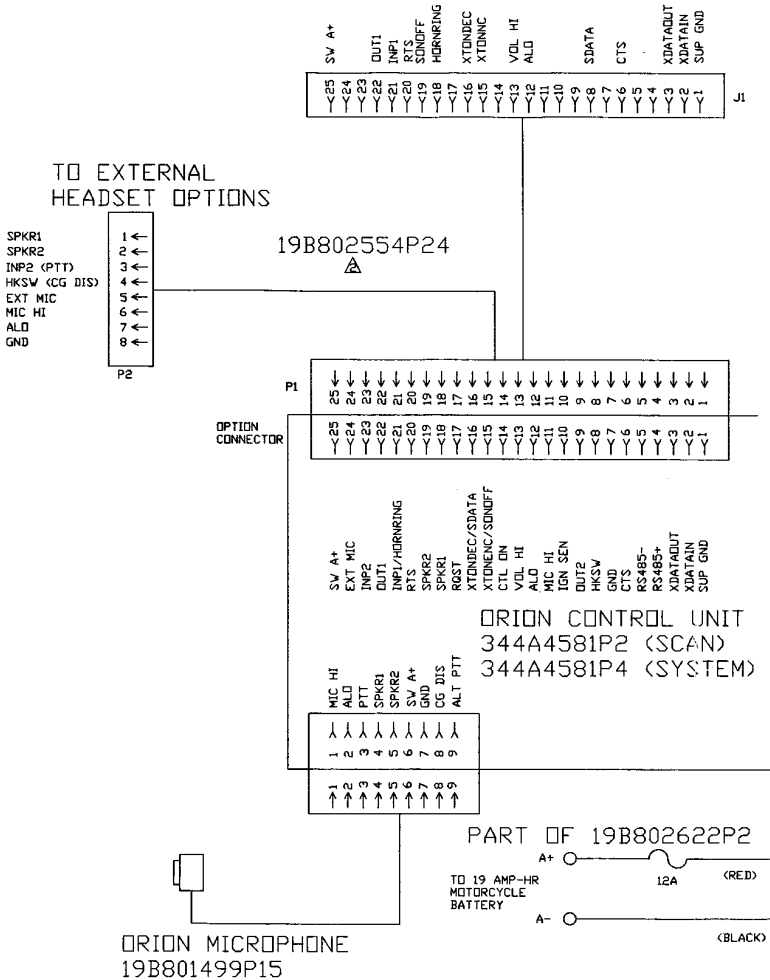 SW A+
OUT1
INP1
RTS
SONOFF
HORNRING
XTONDEC
XTONNC
VOL HI
ALO
SDATA
CTS
XDATAOUT
XDATAIN
SUP GND
25 24 23 22 21 20 19 18 17 16 15 14 13 12 11 10 9 8 7 6 5 4 3 2 1
J1
TO EXTERNAL
HEADSET OPTIONS
SPKR1 1
SPKR2 2
INP2 (PTT) 3
HKSW (CG DIS) 4
EXT MIC 5
MIC HI 6
ALO 7
GND 8
P2
19B802554P24
2
P1
25 24 23 22 21 20 19 18 17 16 15 14 13 12 11 10 9 8 7 6 5 4 3 2 1
OPTION
CONNECTOR
25 24 23 22 21 20 19 18 17 16 15 14 13 12 11 10 9 8 7 6 5 4 3 2 1
SW A+
EXT MIC
INP2
OUT1
INP1/HORNRING
RTS
SPKR2
SPKR1
RQST
XTONDEC/SDATA
XTONENC/SONOFF
CTL ON
VOL HI
ALO
MIC HI
IGN SEN
OUT2
HKSW
GND
CTS
RS485-
RS485+
XDATAOUT
XDATAIN
SUP GND
ORION CONTROL UNIT
344A4581P2 (SCAN)
344A4581P4 (SYSTEM)
MIC HI
ALO
PTT
SPKR1
SPKR2
SW A+
GND
CG DIS
ALT PTT
1 2 3 4 5 6 7 8 9
1 2 3 4 5 6 7 8 9
PART OF 19B802622P2
A+
12A
(RED)
TO 19 AMP-HR
MOTORCYCLE
BATTERY
A-
(BLACK)
ORION MICROPHONE
19B801499P15